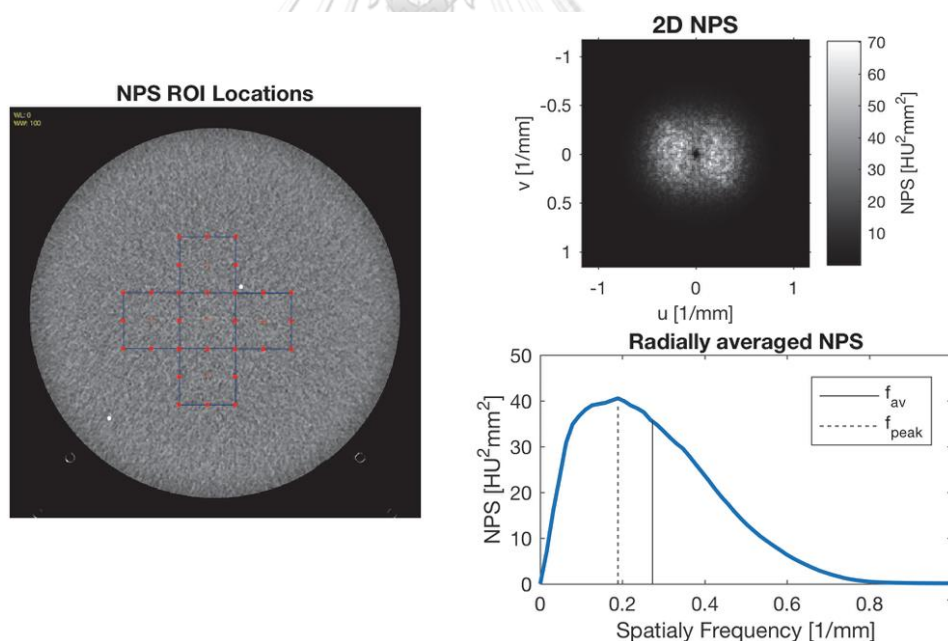 NPS ROI Locations
WL: 0
WW: 100
2D NPS
-1
-0.5
0
0.5
1
v [1/mm]
-1
0
1
u [1/mm]
70
60
50
40
30
20
10
NPS [HU²mm²]
Radially averaged NPS
50
40
30
20
10
0
NPS [HU²mm²]
f_av
f_peak
0
0.2
0.4
0.6
0.8
1
Spatialy Frequency [1/mm]